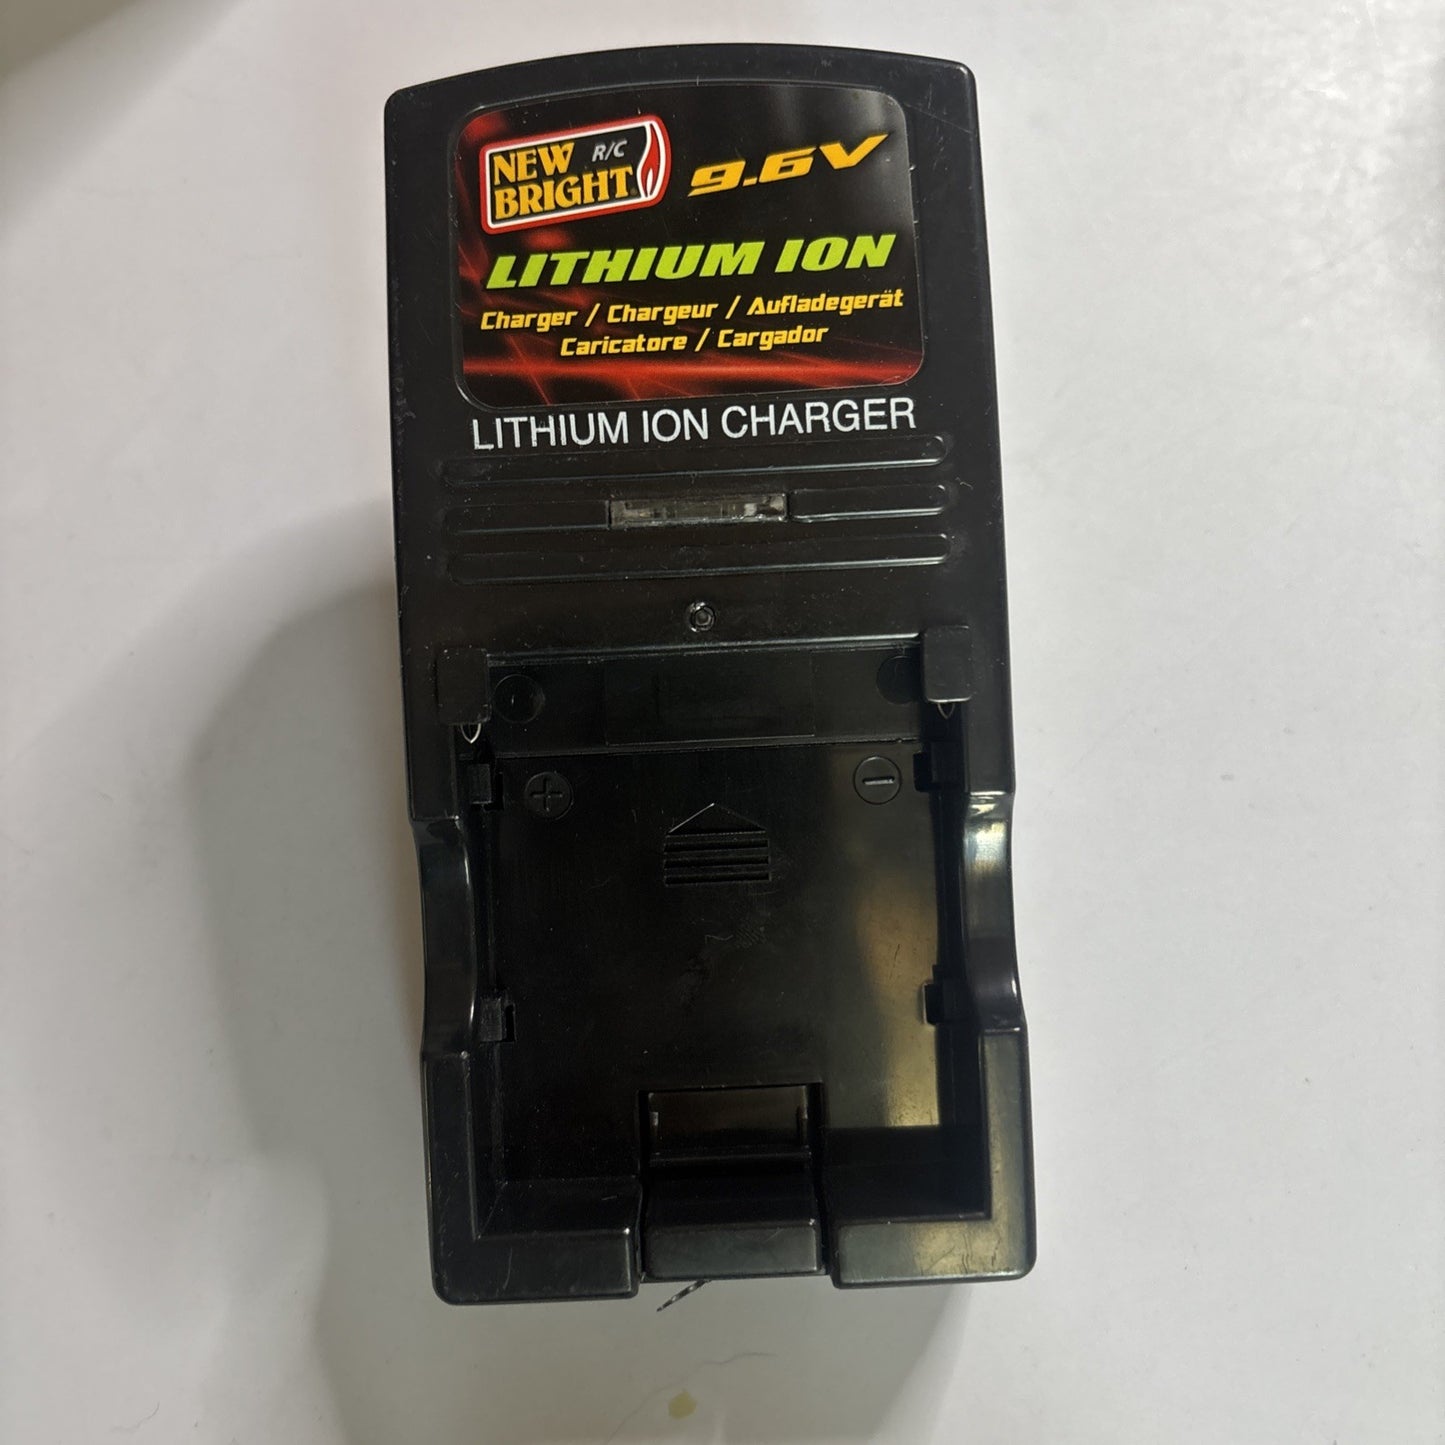 NEW R/C
BRIGHT
9.6V
LITHIUM ION
Charger / Chargeur / Aufladegerät
Caricatore / Cargador
LITHIUM ION CHARGER
+ −